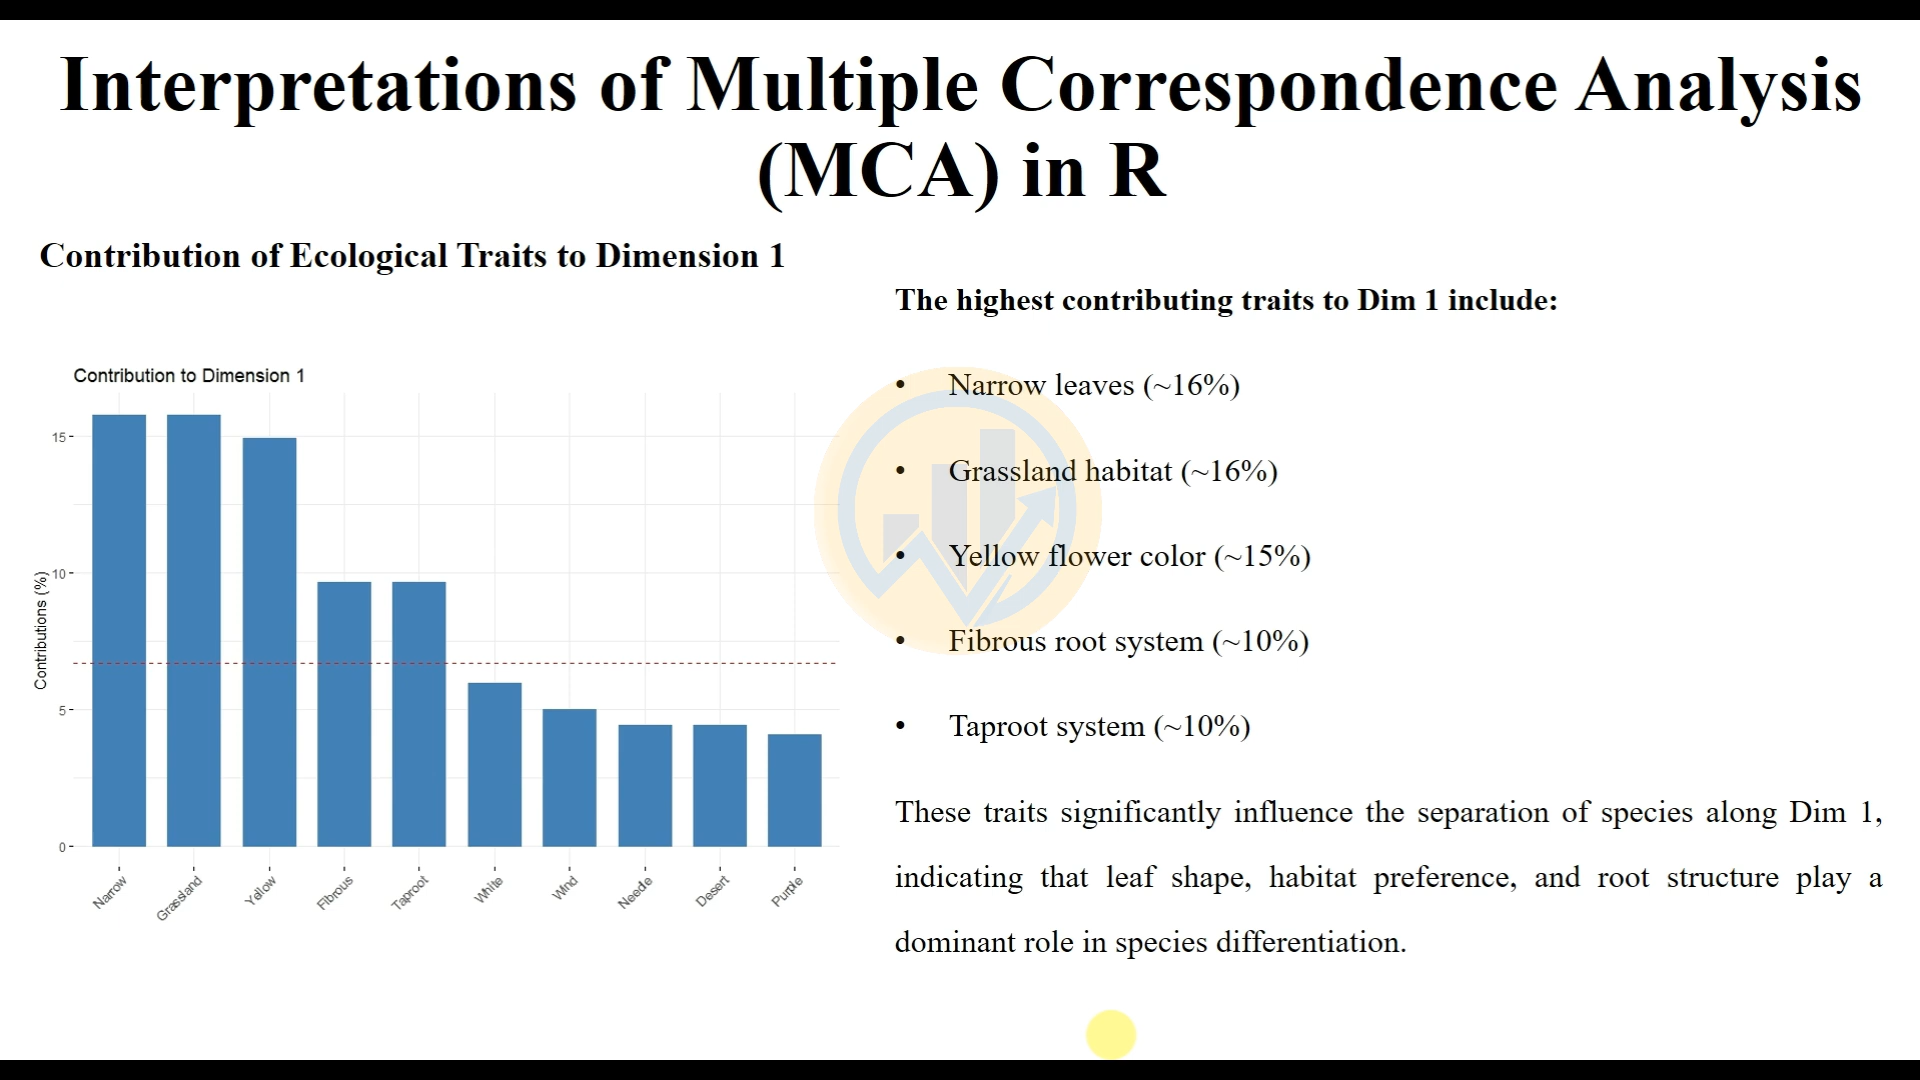 Interpretations of Multiple Correspondence Analysis
(MCA) in R
Contribution of Ecological Traits to Dimension 1
Contribution to Dimension 1
Contributions (%)
15
10
5
0
Narrow
Grassland
Yellow
Fibrous
Taproot
White
Wind
Needle
Desert
Purple
The highest contributing traits to Dim 1 include:
• Narrow leaves (~16%)
• Grassland habitat (~16%)
• Yellow flower color (~15%)
• Fibrous root system (~10%)
• Taproot system (~10%)
These traits significantly influence the separation of species along Dim 1,
indicating that leaf shape, habitat preference, and root structure play a
dominant role in species differentiation.